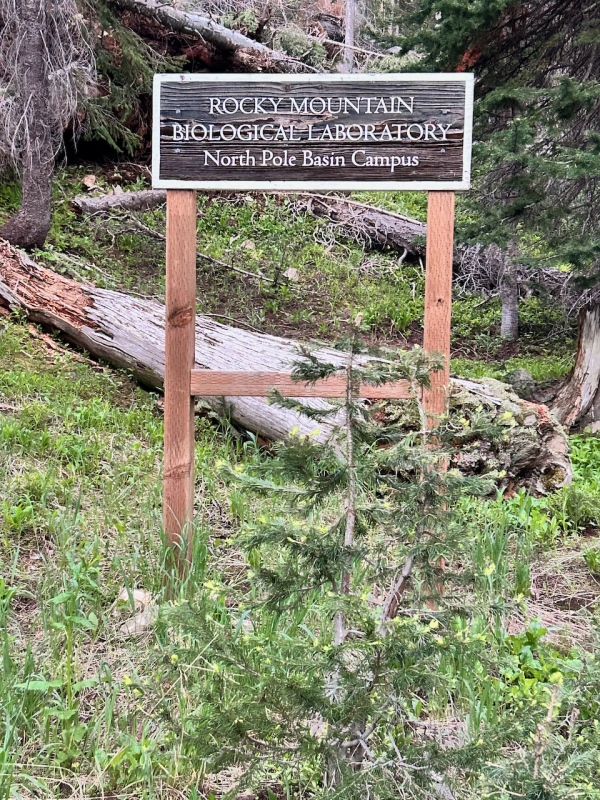 ROCKY MOUNTAIN
BIOLOGICAL LABORATORY
North Pole Basin Campus